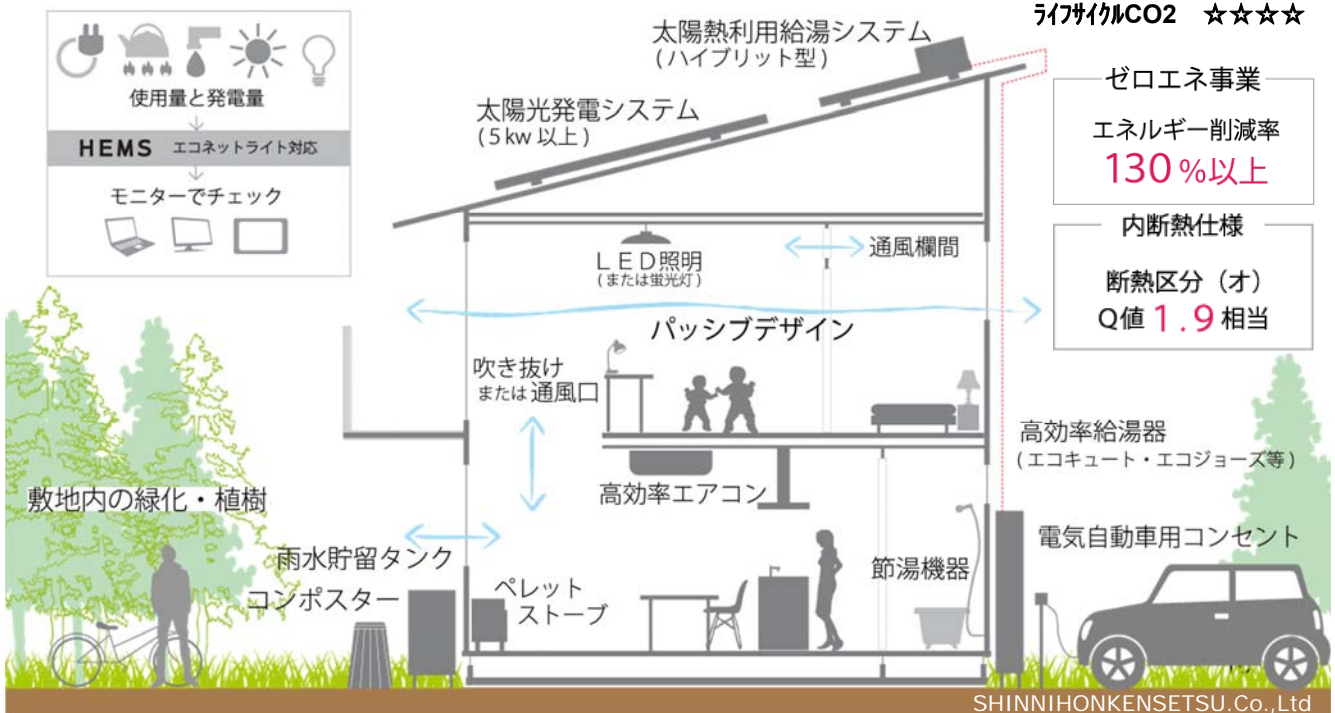 ﾗｲﾌｻｲｸﾙCO2　☆☆☆☆
使用量と発電量
HEMS エコネットライト対応
モニターでチェック
太陽熱利用給湯システム
(ハイブリット型)
太陽光発電システム
(5kw 以上)
ゼロエネ事業
エネルギー削減率
130%以上
内断熱仕様
断熱区分（オ）
Q値 1.9 相当
LED照明
(または蛍光灯)
通風欄間
パッシブデザイン
吹き抜け
または通風口
高効率エアコン
高効率給湯器
(エコキュート・エコジョーズ等)
敷地内の緑化・植樹
雨水貯留タンク
コンポスター
ペレット
ストーブ
節湯機器
電気自動車用コンセント
SHINNIHONKENSETSU.Co.,Ltd